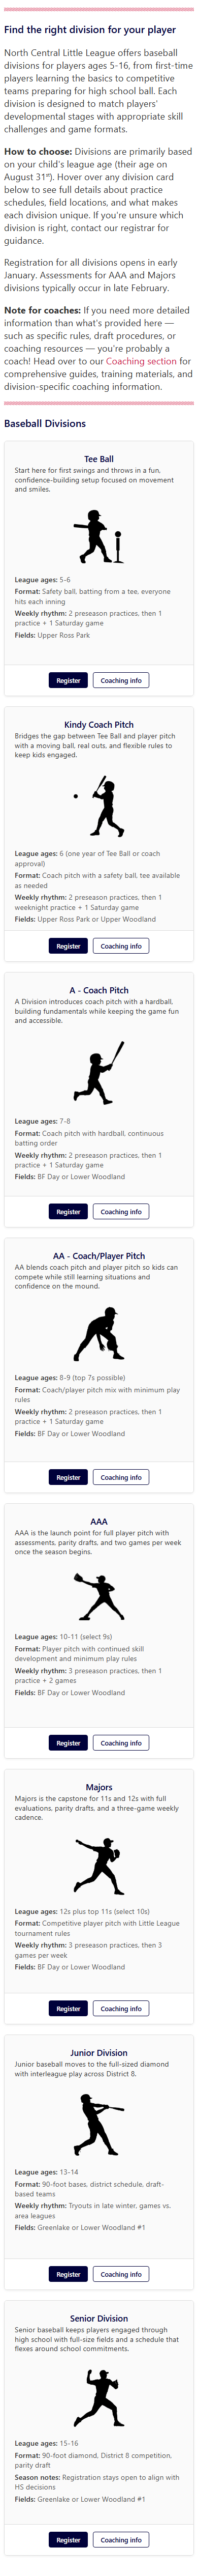 Find the right division for your player
North Central Little League offers baseball
divisions for players ages 5-16, from first-time
players learning the basics to competitive
teams preparing for high school ball. Each
division is designed to match players'
developmental stages with appropriate skill
challenges and game formats.
How to choose: Divisions are primarily based
on your child's league age (their age on
August 31st). Hover over any division card
below to see full details about practice
schedules, field locations, and what makes
each division unique. If you're unsure which
division is right, contact our registrar for
guidance.
Registration for all divisions opens in early
January. Assessments for AAA and Majors
divisions typically occur in late February.
Note for coaches: If you need more detailed
information than what's provided here —
such as specific rules, draft procedures, or
coaching resources — you're probably a
coach! Head over to our Coaching section for
comprehensive guides, training materials, and
division-specific coaching information.
Baseball Divisions
Tee Ball
Start here for first swings and throws in a fun,
confidence-building setup focused on movement
and smiles.
League ages: 5-6
Format: Safety ball, batting from a tee, everyone
hits each inning
Weekly rhythm: 2 preseason practices, then 1
practice + 1 Saturday game
Fields: Upper Ross Park
Register Coaching info
Kindy Coach Pitch
Bridges the gap between Tee Ball and player pitch
with a moving ball, real outs, and flexible rules to
keep kids engaged.
League ages: 6 (one year of Tee Ball or coach
approval)
Format: Coach pitch with a safety ball, tee available
as needed
Weekly rhythm: 2 preseason practices, then 1
weeknight practice + 1 Saturday game
Fields: Upper Ross Park or Upper Woodland
Register Coaching info
A - Coach Pitch
A Division introduces coach pitch with a hardball,
building fundamentals while keeping the game fun
and accessible.
League ages: 7-8
Format: Coach pitch with hardball, continuous
batting order
Weekly rhythm: 2 preseason practices, then 1
practice + 1 Saturday game
Fields: BF Day or Lower Woodland
Register Coaching info
AA - Coach/Player Pitch
AA blends coach pitch and player pitch so kids can
compete while still learning situations and
confidence on the mound.
League ages: 8-9 (top 7s possible)
Format: Coach/player pitch mix with minimum play
rules
Weekly rhythm: 2 preseason practices, then 1
practice + 1 Saturday game
Fields: BF Day or Lower Woodland
Register Coaching info
AAA
AAA is the launch point for full player pitch with
assessments, parity drafts, and two games per week
once the season begins.
League ages: 10-11 (select 9s)
Format: Player pitch with continued skill
development and minimum play rules
Weekly rhythm: 3 preseason practices, then 1
practice + 2 games
Fields: BF Day or Lower Woodland
Register Coaching info
Majors
Majors is the capstone for 11s and 12s with full
evaluations, parity drafts, and a three-game weekly
cadence.
League ages: 12s plus top 11s (select 10s)
Format: Competitive player pitch with Little League
tournament rules
Weekly rhythm: 3 preseason practices, then 3
games per week
Fields: BF Day or Lower Woodland
Register Coaching info
Junior Division
Junior baseball moves to the full-sized diamond
with interleague play across District 8.
League ages: 13-14
Format: 90-foot bases, district schedule, draft-
based teams
Weekly rhythm: Tryouts in late winter, games vs.
area leagues
Fields: Greenlake or Lower Woodland #1
Register Coaching info
Senior Division
Senior baseball keeps players engaged through
high school with full-size fields and a schedule that
flexes around school commitments.
League ages: 15-16
Format: 90-foot diamond, District 8 competition,
parity draft
Season notes: Registration stays open to align with
HS decisions
Fields: Greenlake or Lower Woodland #1
Register Coaching info